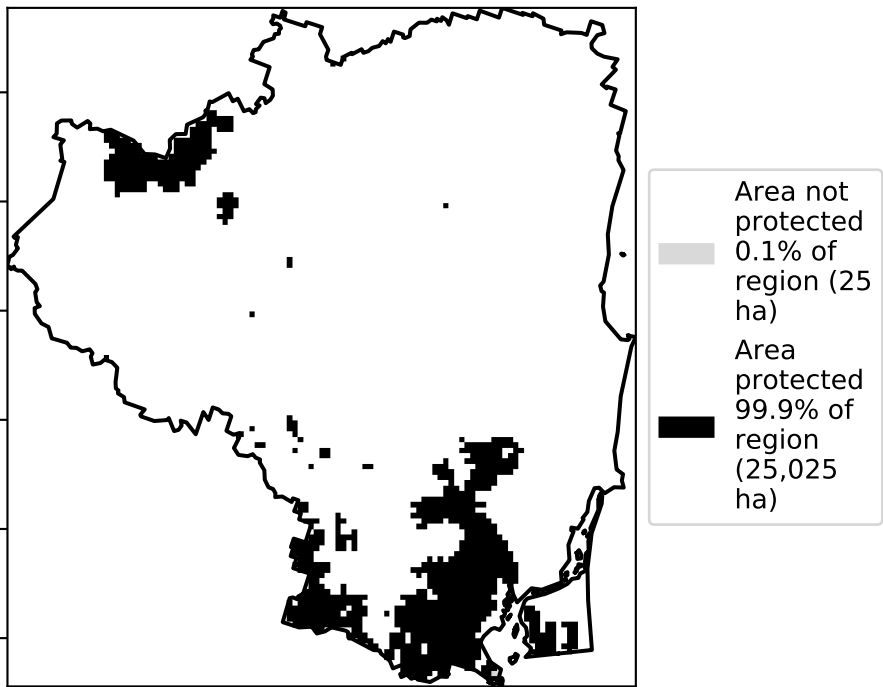 Area not
protected
0.1% of
region (25
ha)
Area
protected
99.9% of
region
(25,025
ha)